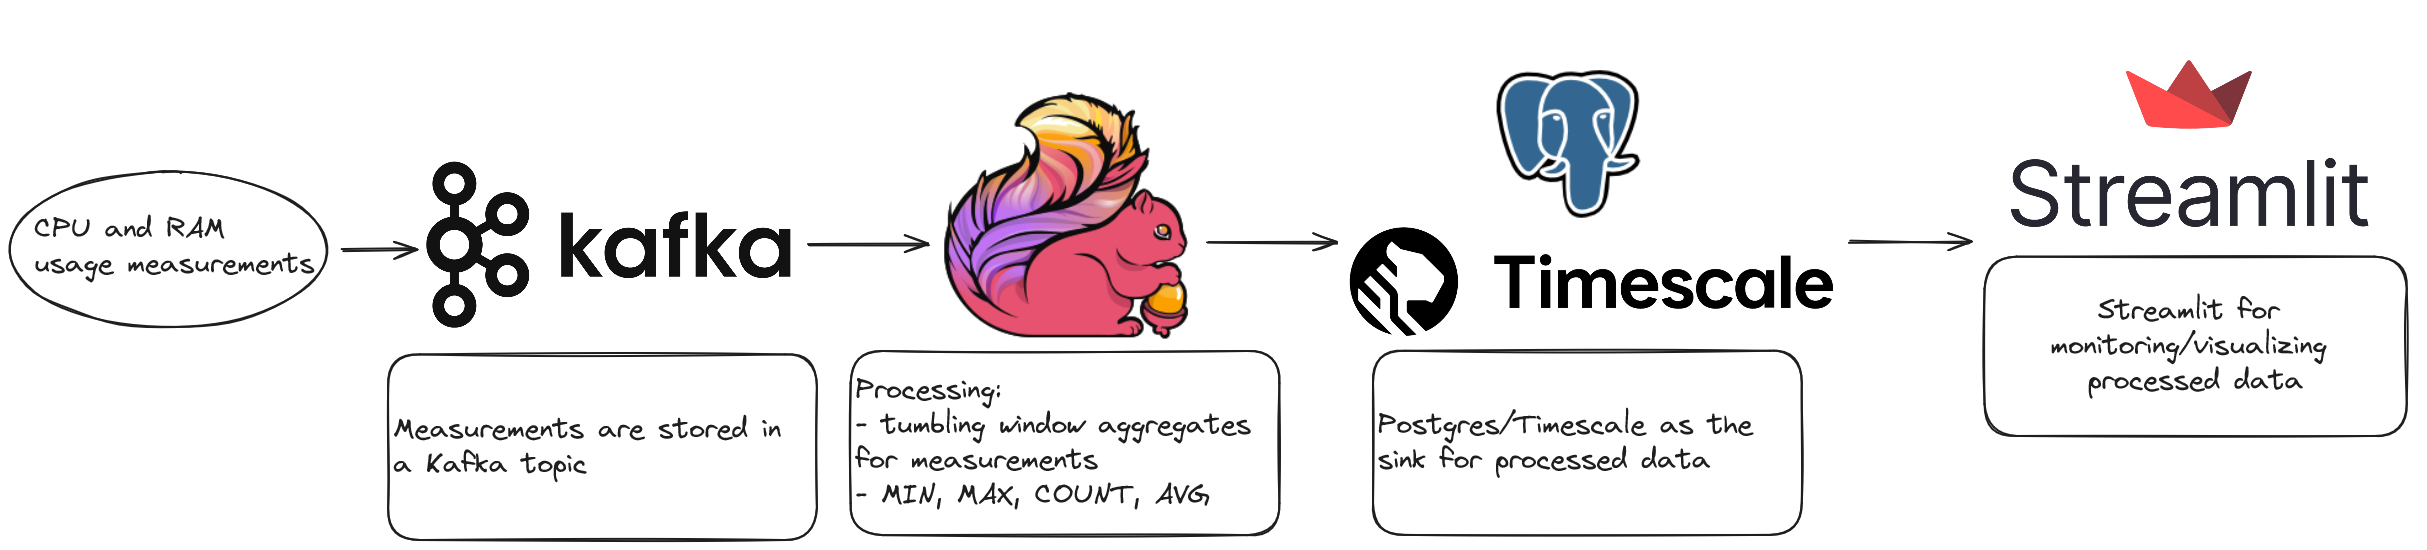 CPU and RAM
usage measurements
kafka
Measurements are stored in
a Kafka topic
Processing:
- tumbling window aggregates
for measurements
- MIN, MAX, COUNT, AVG
Timescale
Postgres/Timescale as the
sink for processed data
Streamlit
Streamlit for
monitoring/visualizing
processed data